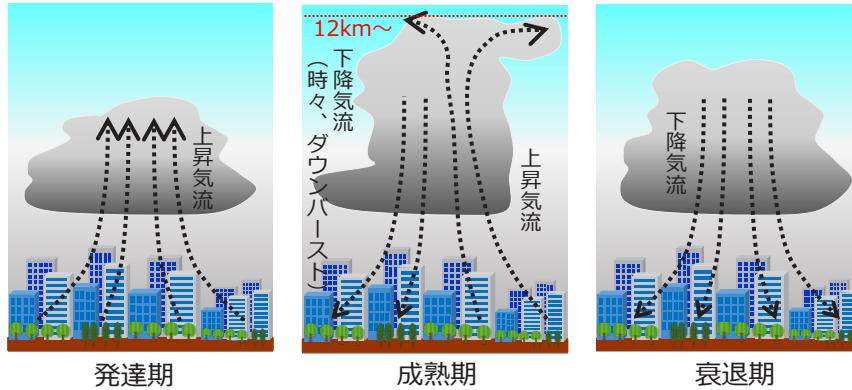 上昇気流
発達期
12km～
下降気流
（時々、ダウンバースト）
上昇気流
成熟期
下降気流
衰退期